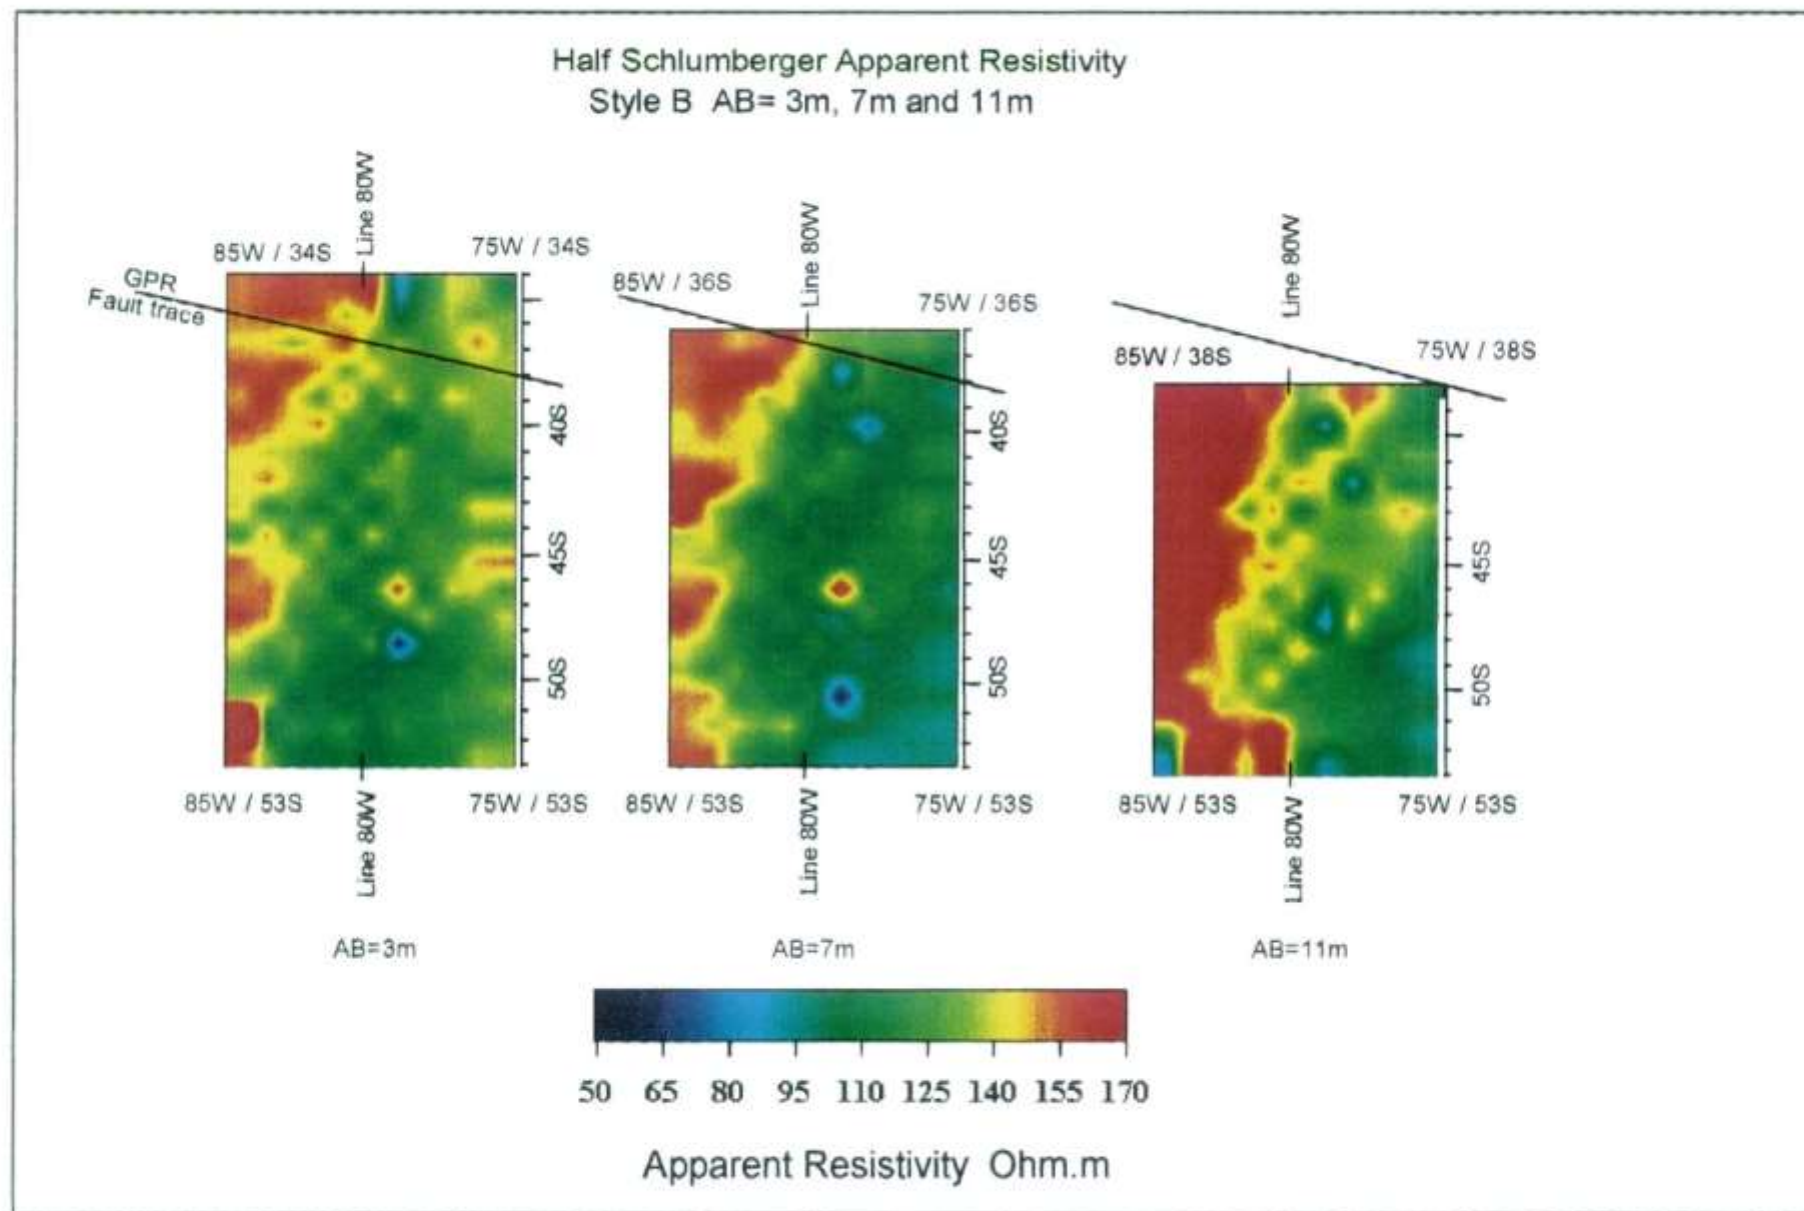 Half Schlumberger Apparent Resistivity
Style B AB= 3m, 7m and 11m
Line 80W
Line 80W
Line 80W
85W / 34S
75W / 34S
GPR
Fault trace
85W / 36S
75W / 36S
85W / 38S
75W / 38S
40S
45S
50S
40S
45S
50S
45S
50S
85W / 53S
75W / 53S
85W / 53S
75W / 53S
85W / 53S
75W / 53S
Line 80W
Line 80W
Line 80W
AB=3m
AB=7m
AB=11m
50 65 80 95 110 125 140 155 170
Apparent Resistivity Ohm.m